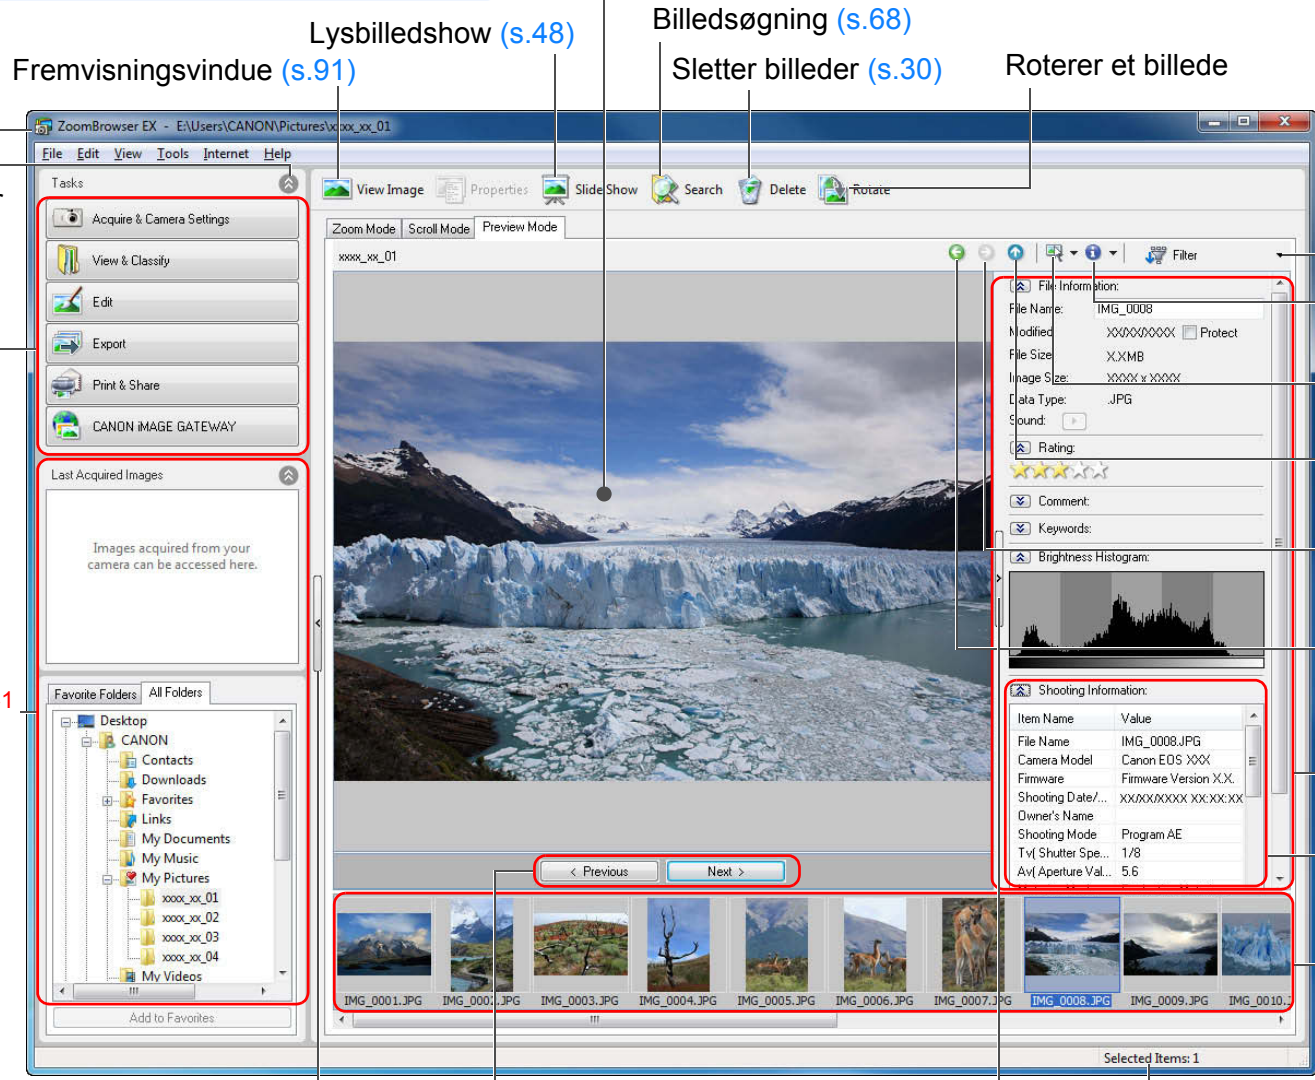 Billedsøgning (s.68)
Lysbilledshow (s.48)
Sletter billeder (s.30)
Roterer et billede
Fremvisningsvindue (s.91)
ZoomBrowser EX - E:\Users\CANON\Pictures\xxxx_xx_01
File Edit View Tools Internet Help
Tasks
Acquire & Camera Settings
View & Classify
Edit
Export
Print & Share
CANON iMAGE GATEWAY
Last Acquired Images
Images acquired from your
camera can be accessed here.
1
Favorite Folders All Folders
Desktop
CANON
Contacts
Downloads
Favorites
Links
My Documents
My Music
My Pictures
xxxx_xx_01
xxxx_xx_02
xxxx_xx_03
xxxx_xx_04
My Videos
Add to Favorites
View Image Properties Slide Show Search Delete Rotate
Zoom Mode Scroll Mode Preview Mode
xxxx_xx_01
Filter
File Information:
File Name: IMG_0008
Modified XX/XX/XXXX Protect
File Size X.XMB
Image Size: XXXX x XXXX
Data Type: .JPG
Sound:
Rating:
Comment:
Keywords:
Brightness Histogram:
Shooting Information:
Item Name Value
File Name IMG_0008.JPG
Camera Model Canon EOS XXX
Firmware Firmware Version X.X.
Shooting Date/... XX/XX/XXXX XX:XX:XX
Owner's Name
Shooting Mode Program AE
Tv( Shutter Spe... 1/8
Av( Aperture Val... 5.6
< Previous Next >
IMG_0001.JPG IMG_0002.JPG IMG_0003.JPG IMG_0004.JPG IMG_0005.JPG IMG_0006.JPG IMG_0007.JPG IMG_0008.JPG IMG_0009.JPG IMG_0010.J
Selected Items: 1